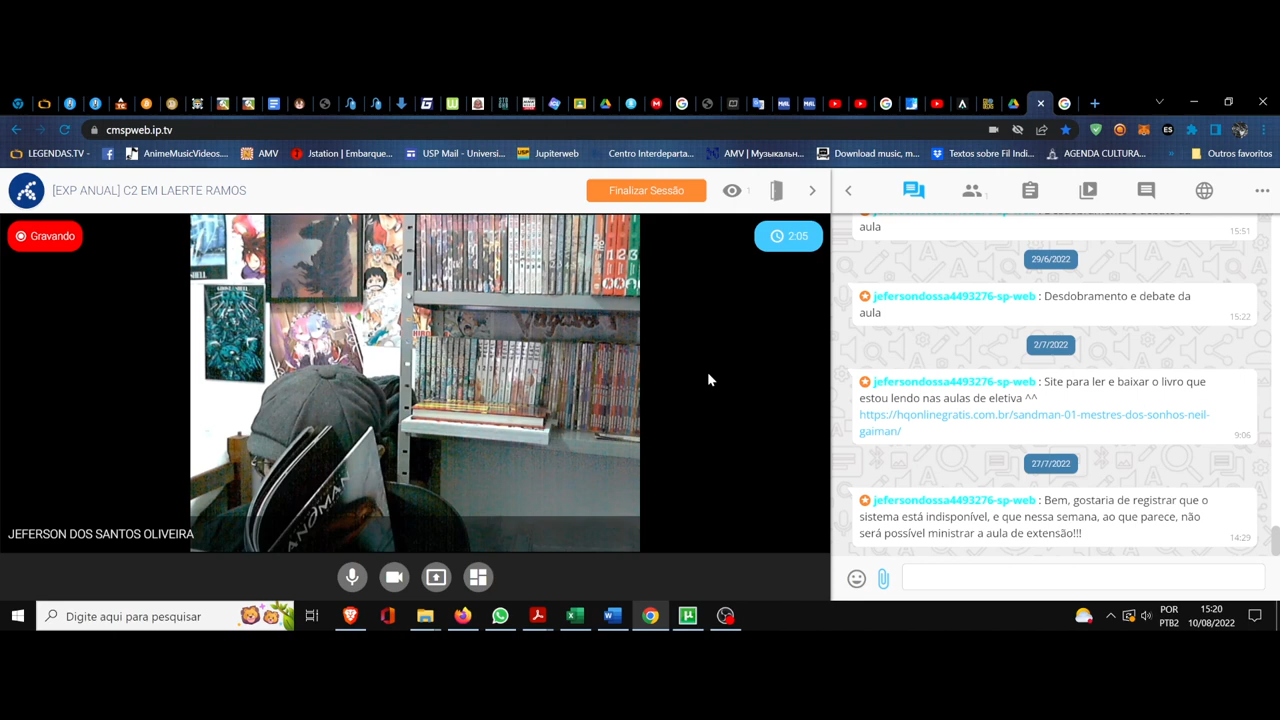 cmspweb.ip.tv
LEGENDAS.TV -
AnimeMusicVideos....
AMV
Jstation | Embarque...
USP Mail - Universi...
Jupiterweb
Centro Interdeparta...
AMV | Музыкальн...
Download music, m...
Textos sobre Fil Indi...
AGENDA CULTURA...
»
Outros favoritos
[EXP ANUAL] C2 EM LAERTE RAMOS
Finalizar Sessão
1
1
Gravando
2:05
SANDMAN
JEFERSON DOS SANTOS OLIVEIRA
aula
15:51
29/6/2022
jefersondossa4493276-sp-web : Desdobramento e debate da
aula
15:22
2/7/2022
jefersondossa4493276-sp-web : Site para ler e baixar o livro que
estou lendo nas aulas de eletiva ^^
https://hqonlinegratis.com.br/sandman-01-mestres-dos-sonhos-neil-
gaiman/
9:06
27/7/2022
jefersondossa4493276-sp-web : Bem, gostaria de registrar que o
sistema está indisponível, e que nessa semana, ao que parece, não
será possível ministrar a aula de extensão!!!
14:29
Digite aqui para pesquisar
POR
PTB2
15:20
10/08/2022